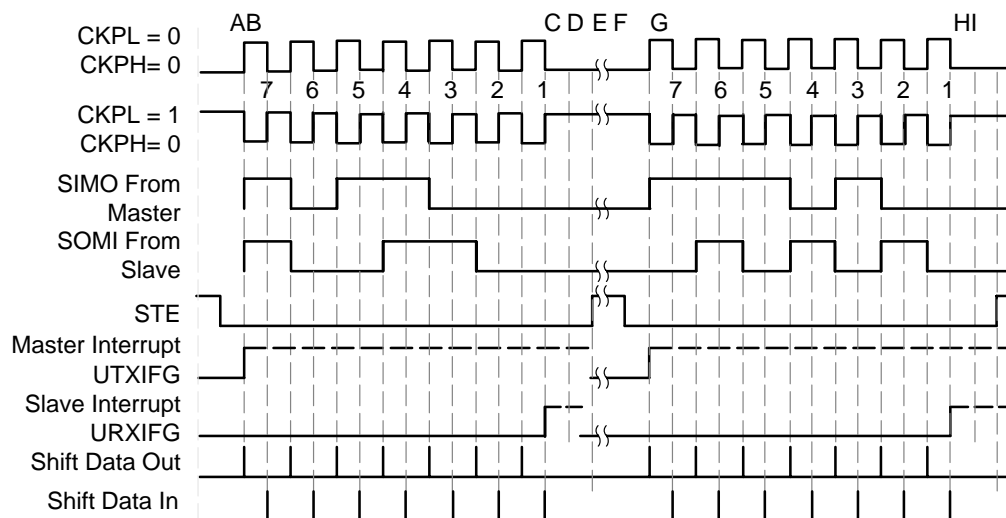 AB C D E F G HI
CKPL = 0
CKPH= 0
7 6 5 4 3 2 1 7 6 5 4 3 2 1
CKPL = 1
CKPH= 0
SIMO From
Master
SOMI From
Slave
STE
Master Interrupt
UTXIFG
Slave Interrupt
URXIFG
Shift Data Out
Shift Data In